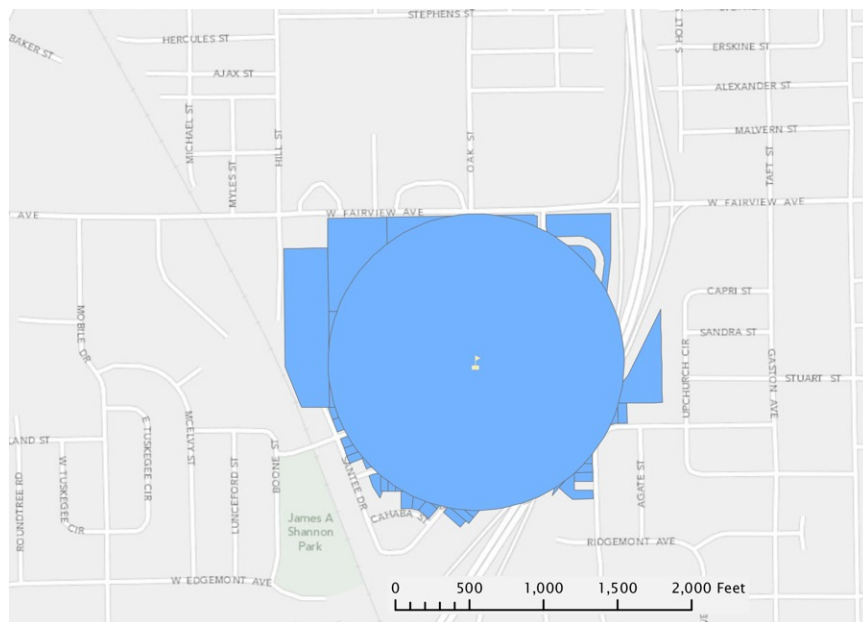 STEPHENS ST
HERCULES ST
BAKER ST
AJAX ST
MICHAEL ST
MYLES ST
HILL ST
OAK ST
S HOLT ST
ERSKINE ST
ALEXANDER ST
MALVERN ST
TAFT ST
AVE
W FAIRVIEW AVE
W FAIRVIEW AVE
CAPRI ST
SANDRA ST
STUART ST
UPCHURCH CIR
GASTON AVE
MOBILE DR
E TUSKEGEE CIR
MCELVY ST
LAND ST
W TUSKEGEE CIR
ROUNDTREE RD
LUNCEFORD ST
BOONE ST
SANTEE DR
CAHABA ST
AGATE ST
James A
Shannon
Park
RIDGEMONT AVE
W EDGEMONT AVE
VE
0 500 1,000 1,500 2,000 Feet